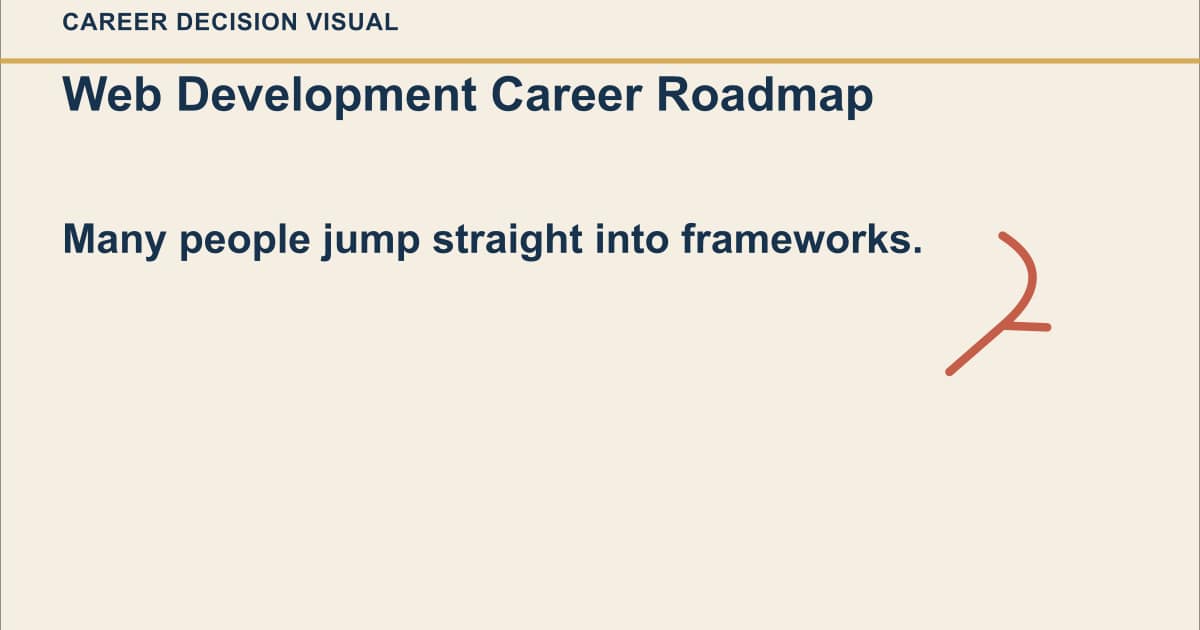 CAREER DECISION VISUAL
Web Development Career Roadmap
Many people jump straight into frameworks.